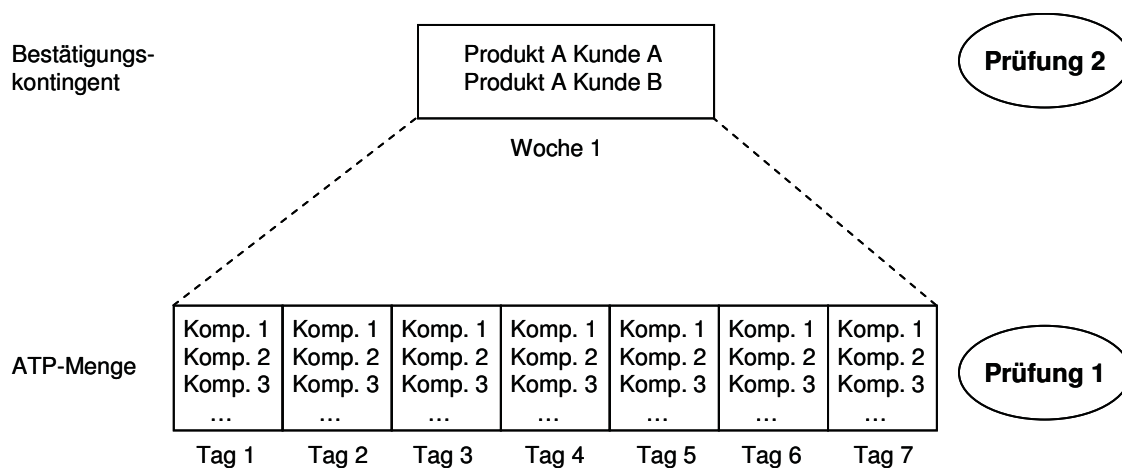 Bestätigungs-
kontingent
Produkt A Kunde A
Produkt A Kunde B
Prüfung 2
Woche 1
ATP-Menge
Komp. 1 Komp. 1 Komp. 1 Komp. 1 Komp. 1 Komp. 1 Komp. 1
Komp. 2 Komp. 2 Komp. 2 Komp. 2 Komp. 2 Komp. 2 Komp. 2
Komp. 3 Komp. 3 Komp. 3 Komp. 3 Komp. 3 Komp. 3 Komp. 3
... ... ... ... ... ... ...
Prüfung 1
Tag 1 Tag 2 Tag 3 Tag 4 Tag 5 Tag 6 Tag 7